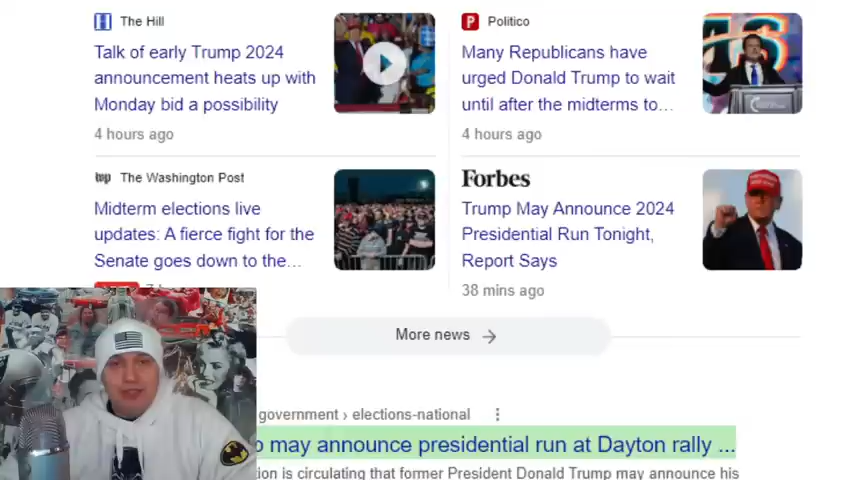 The Hill
Talk of early Trump 2024
announcement heats up with
Monday bid a possibility
4 hours ago
Politico
Many Republicans have
urged Donald Trump to wait
until after the midterms to...
4 hours ago
The Washington Post
Midterm elections live
updates: A fierce fight for the
Senate goes down to the...
Forbes
Trump May Announce 2024
Presidential Run Tonight,
Report Says
38 mins ago
More news
government › elections-national
may announce presidential run at Dayton rally ...
is circulating that former President Donald Trump may announce his